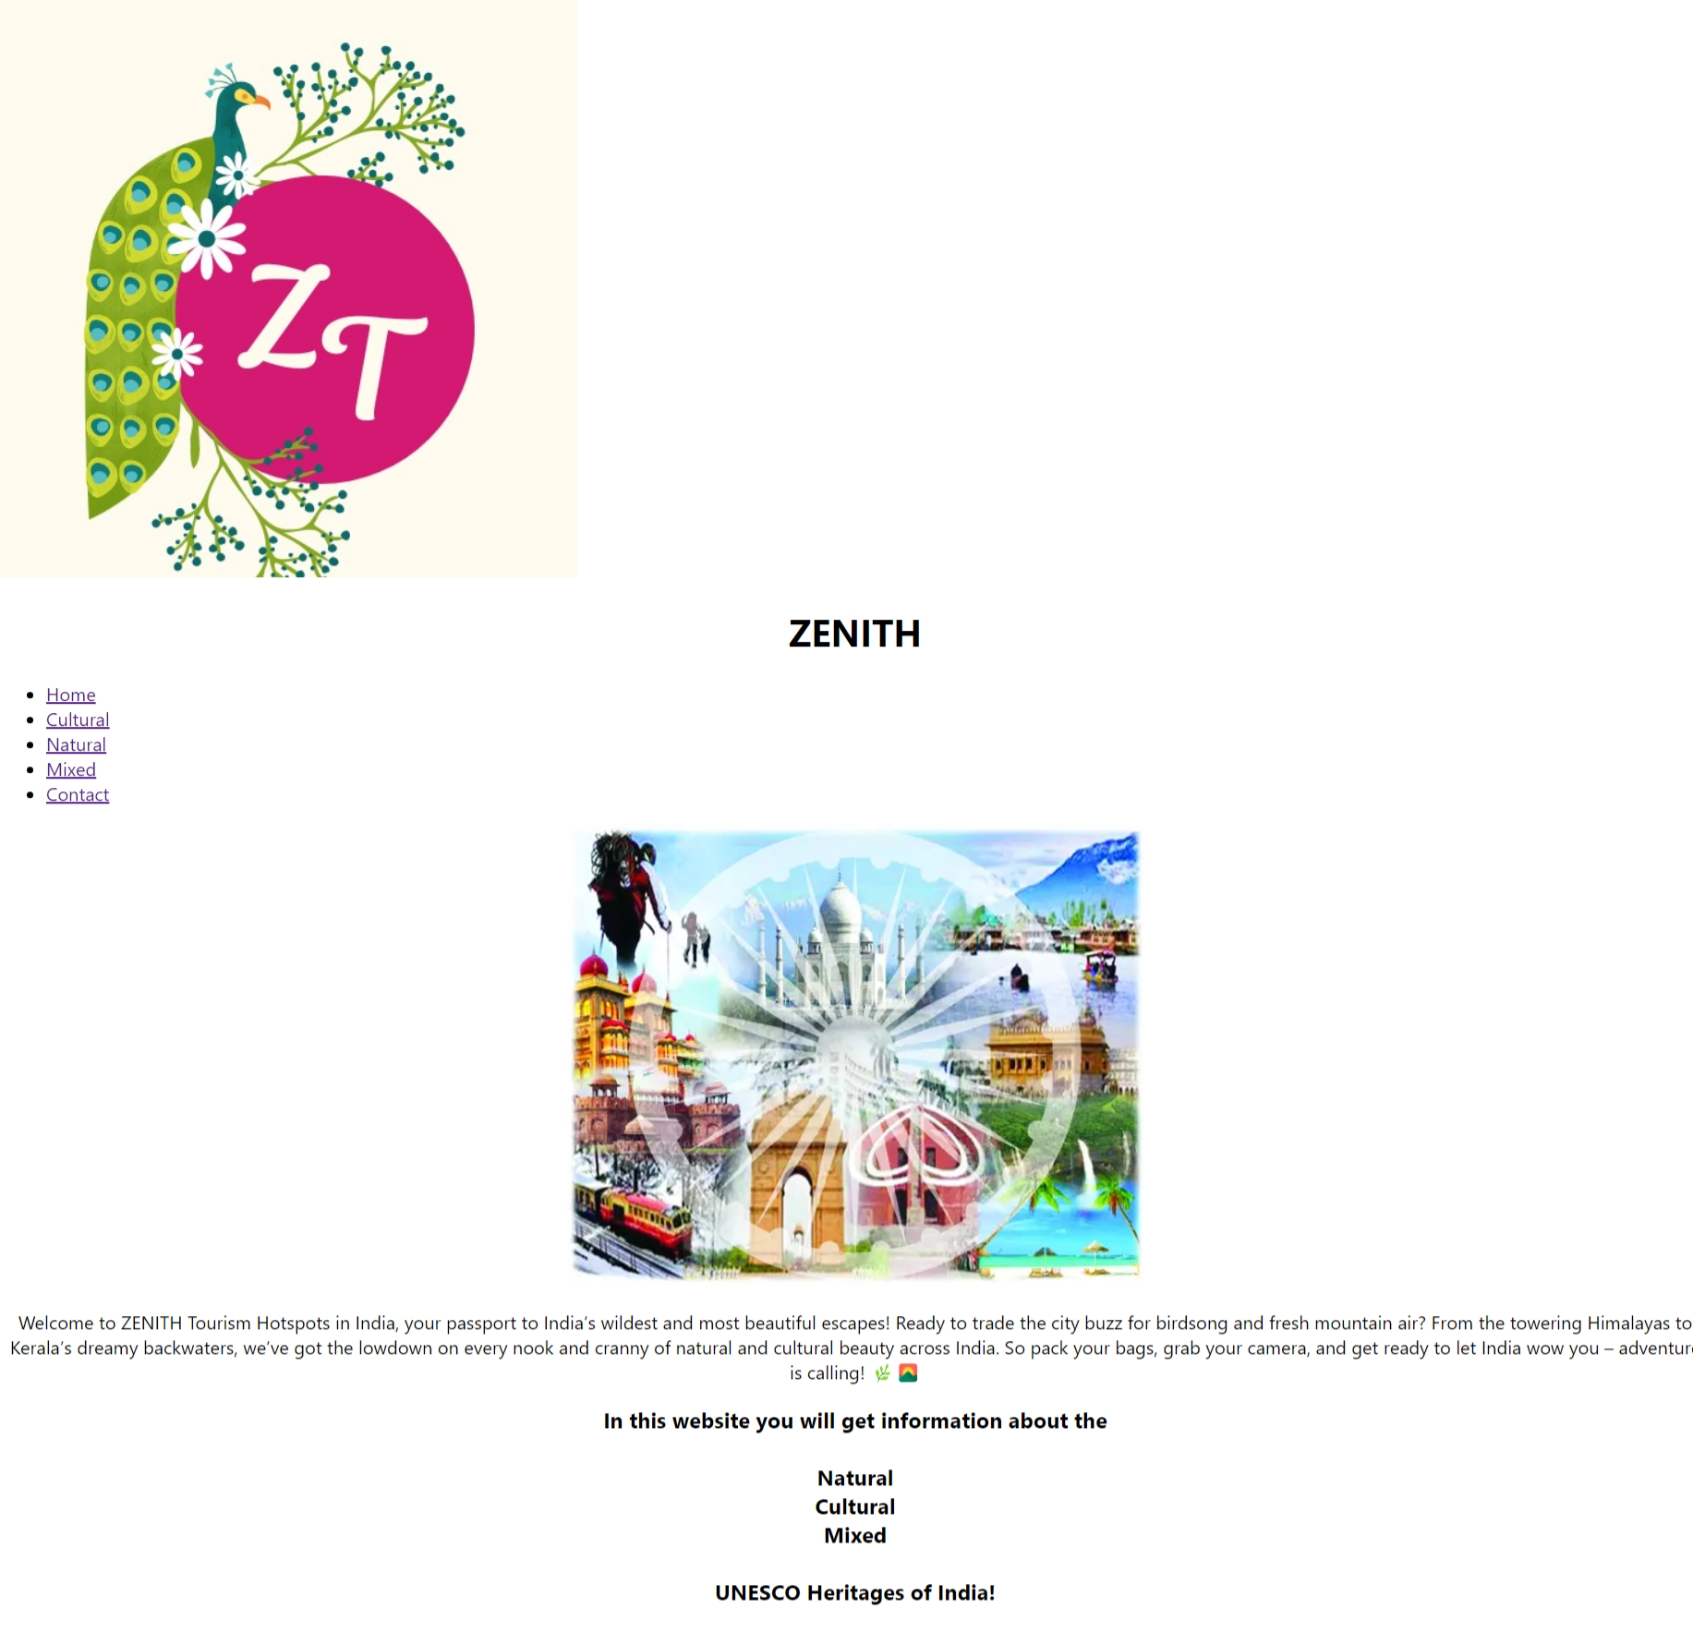 ZT
ZENITH
Home
Cultural
Natural
Mixed
Contact
Welcome to ZENITH Tourism Hotspots in India, your passport to India’s wildest and most beautiful escapes! Ready to trade the city buzz for birdsong and fresh mountain air? From the towering Himalayas to
Kerala’s dreamy backwaters, we’ve got the lowdown on every nook and cranny of natural and cultural beauty across India. So pack your bags, grab your camera, and get ready to let India wow you – adventure
is calling! 🌿 🌄
In this website you will get information about the
Natural
Cultural
Mixed
UNESCO Heritages of India!